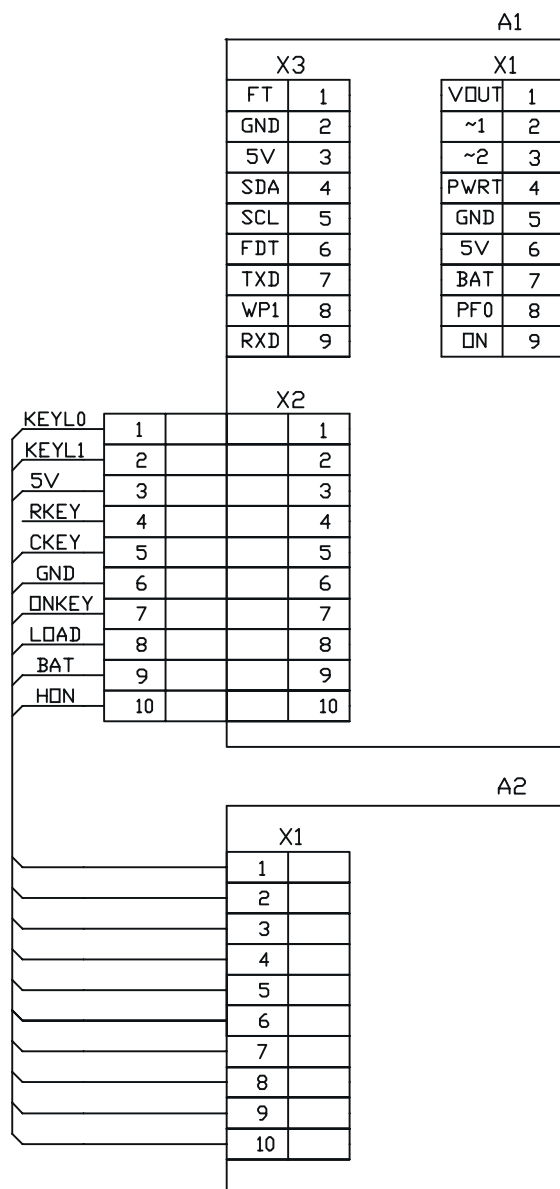 A1
X3
FT 1
GND 2
5V 3
SDA 4
SCL 5
FDT 6
TXD 7
WP1 8
RXD 9
X1
VOUT 1
~1 2
~2 3
PWRT 4
GND 5
5V 6
BAT 7
PF0 8
ON 9
X2
KEYL0 1 1
KEYL1 2 2
5V 3 3
RKEY 4 4
CKEY 5 5
GND 6 6
ONKEY 7 7
LOAD 8 8
BAT 9 9
HON 10 10
A2
X1
1
2
3
4
5
6
7
8
9
10